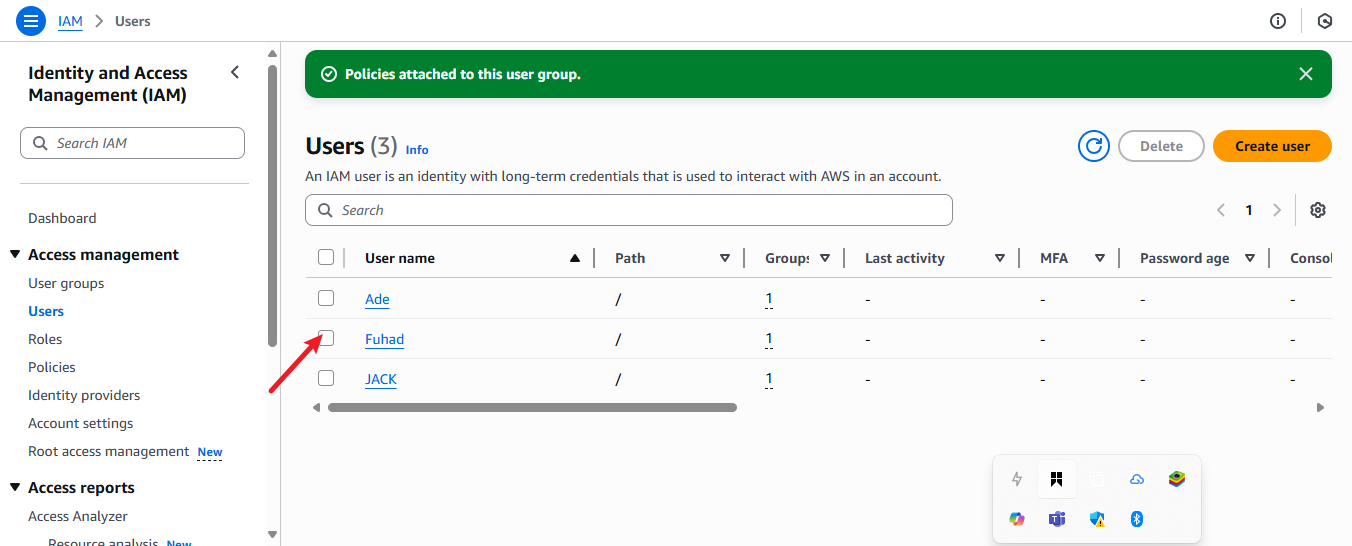 IAM > Users
Identity and Access
Management (IAM)
Search IAM
Dashboard
Access management
User groups
Users
Roles
Policies
Identity providers
Account settings
Root access management New
Access reports
Access Analyzer
Resource analysis New
Policies attached to this user group.
Users (3) Info
Delete
Create user
An IAM user is an identity with long-term credentials that is used to interact with AWS in an account.
Search
1
User name Path Groups Last activity MFA Password age Consol
Ade / 1 - - - -
Fuhad / 1 - - - -
JACK / 1 - - - -